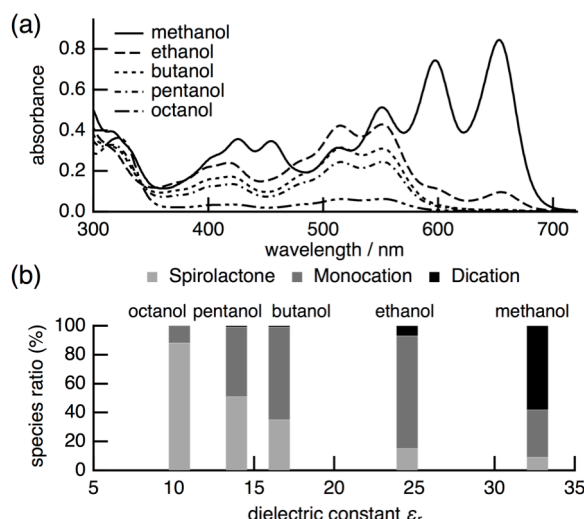 (a)
methanol
ethanol
butanol
pentanol
octanol
absorbance
0.8
0.6
0.4
0.2
0.0
300 400 500 600 700
wavelength / nm
(b)
Spirolactone Monocation Dication
octanol pentanol butanol ethanol methanol
species ratio (%)
100
80
60
40
20
0
5 10 15 20 25 30 35
dielectric constant εr